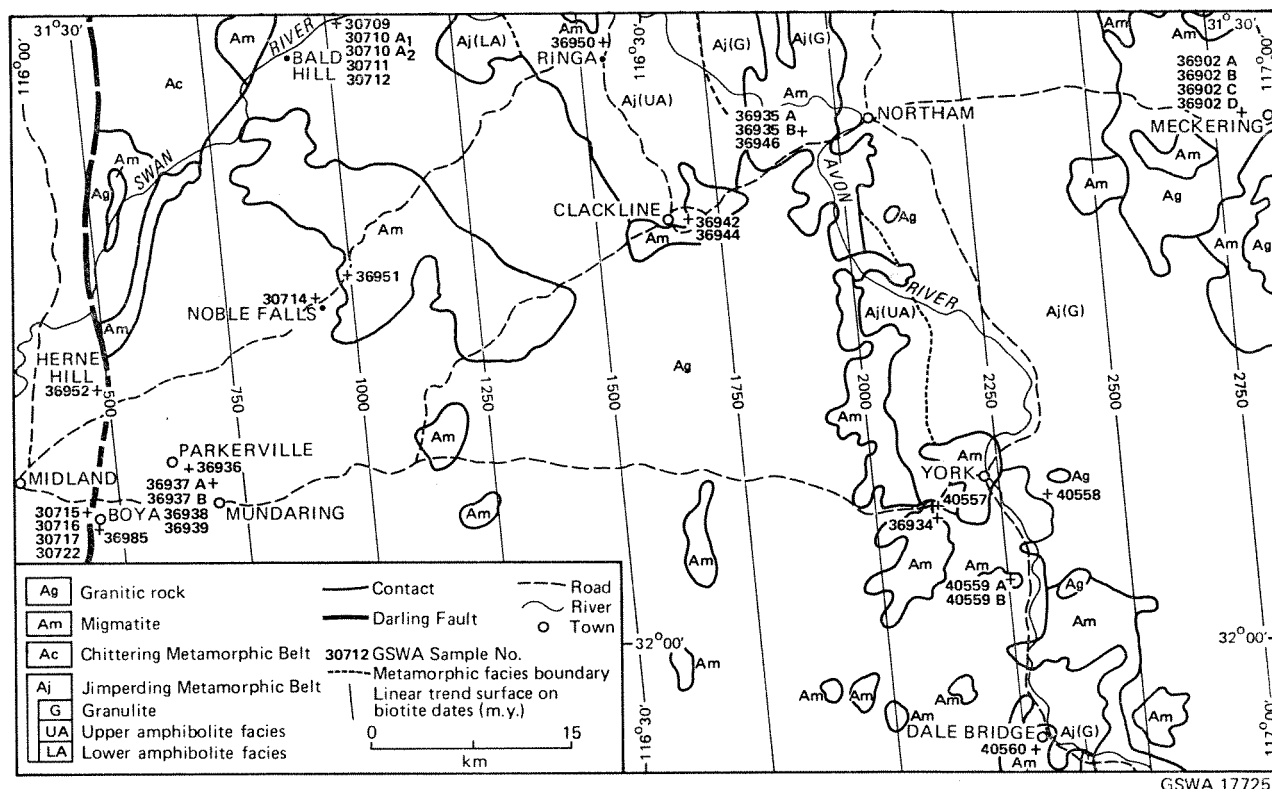 31°30'
116°00'
Am
RIVER
30709
30710 A₁
30710 A₂
30711
30712
BALD
HILL
Ac
Aj(LA)
Am
36950
RINGA
116°30'
Aj(G)
Aj(G)
Aj(UA)
Am
36935 A
36935 B
36946
NORTHAM
Am
Am
31°30'
117°00'
36902 A
36902 B
36902 C
36902 D
MECKERING
Am
Am
Ag
SWAN
Am
Ag
Am
Ag
Am
CLACKLINE
Am
36942
36944
AVON
Ag
RIVER
Aj(UA)
Aj(G)
36951
30714
NOBLE FALLS
Am
HERNE
HILL
36952
500
750
1000
1250
1500
1750
2000
2250
2500
2750
Ag
Am
Am
Am
YORK
Ag
40558
40557
36934
PARKERVILLE
36936
MIDLAND
36937 A
36937 B
36938
36939
MUNDARING
30715
30716
30717
30722
BOYA
36985
Am
Am
Am
Am
40559 A
40559 B
Ag
Am
32°00'
32°00'
Am
Am
Am
Am
Am
Am
116°30'
117°00'
DALE BRIDGE
40560
Aj(G)
Am
Ag Granitic rock
Am Migmatite
Ac Chittering Metamorphic Belt
Aj Jimperding Metamorphic Belt
G Granulite
UA Upper amphibolite facies
LA Lower amphibolite facies
Contact
Darling Fault
30712 GSWA Sample No.
Metamorphic facies boundary
Linear trend surface on
biotite dates (m.y.)
Road
River
Town
0 15
km
GSWA 17725